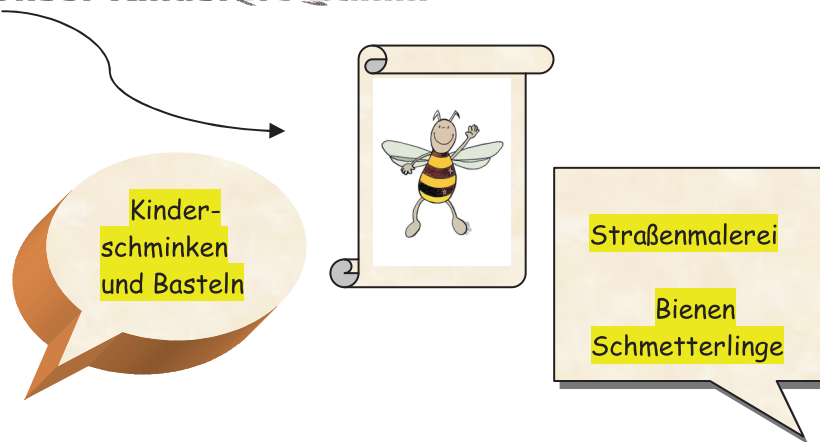 Kinder-
schminken
und Basteln
Straßenmalerei
Bienen
Schmetterlinge